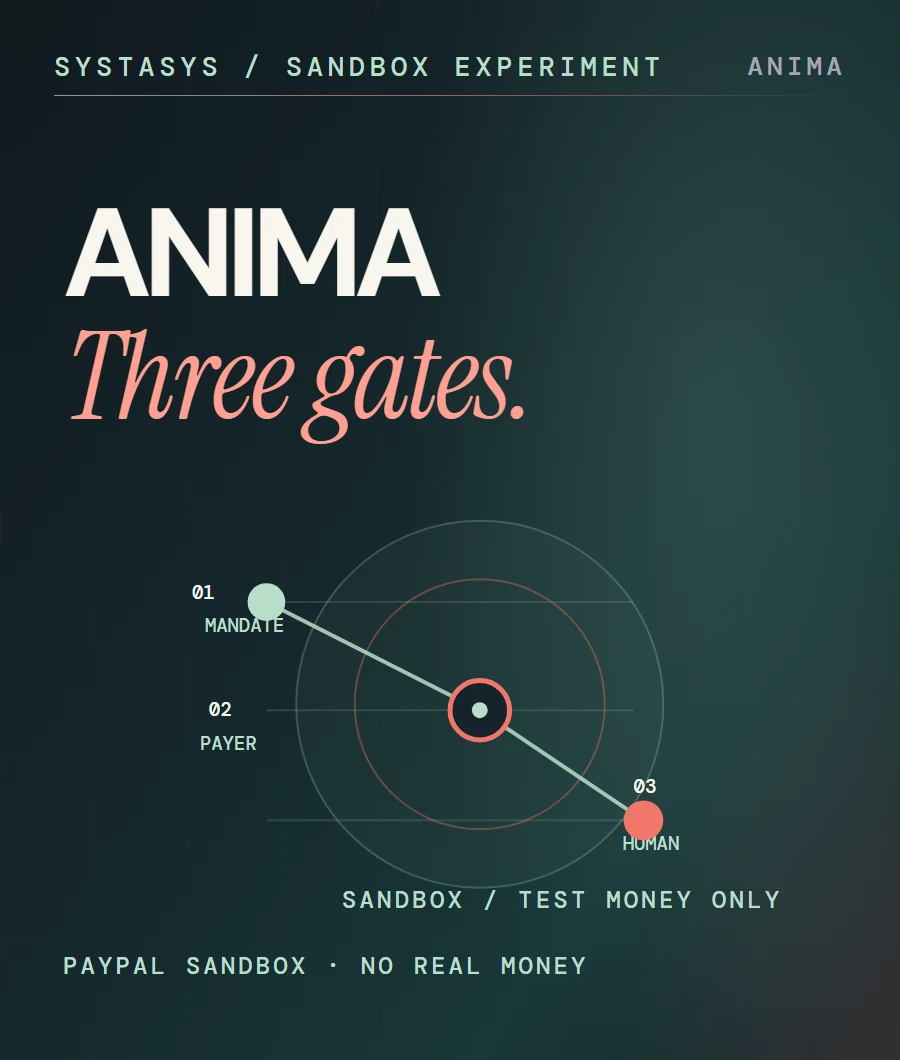 SYSTASYS / SANDBOX EXPERIMENT
ANIMA
ANIMA
Three gates.
01
MANDATE
02
PAYER
03
HUMAN
SANDBOX / TEST MONEY ONLY
PAYPAL SANDBOX · NO REAL MONEY